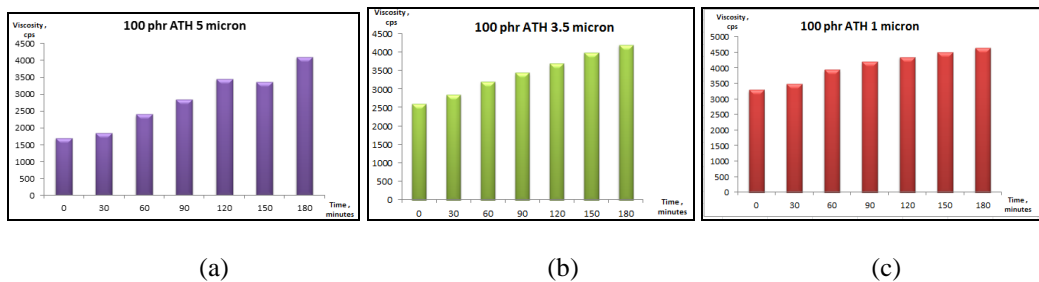 Viscosity,
cps
100 phr ATH 5 micron
4500
4000
3500
3000
2500
2000
1500
1000
500
0
0 30 60 90 120 150 180
Time,
minutes
Viscosity,
cps
100 phr ATH 3.5 micron
4500
4000
3500
3000
2500
2000
1500
1000
500
0
0 30 60 90 120 150 180
Time,
minutes
Viscosity,
cps
100 phr ATH 1 micron
5000
4500
4000
3500
3000
2500
2000
1500
1000
500
0
0 30 60 90 120 150 180
Time,
minutes
(a) (b) (c)